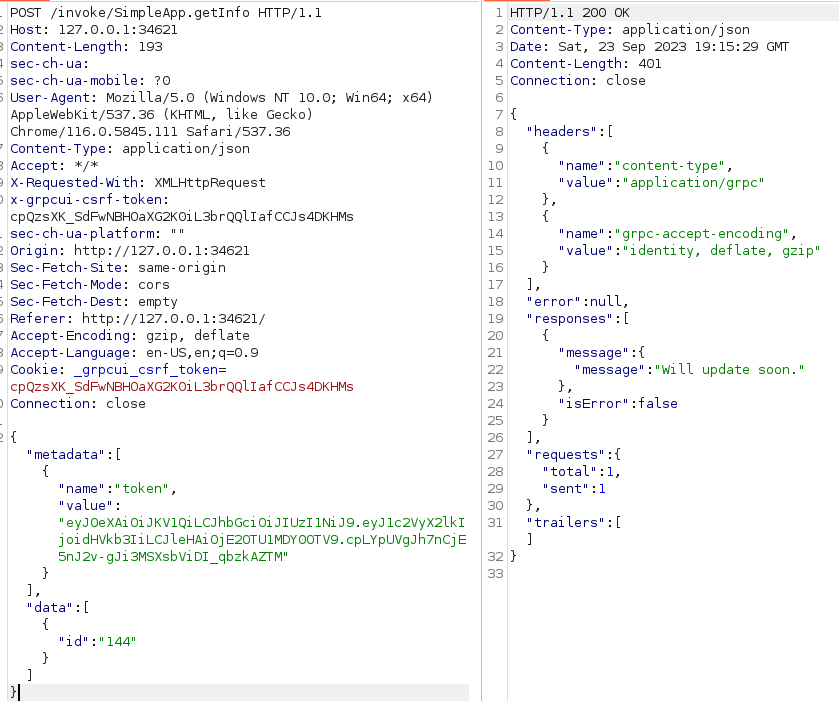 POST /invoke/SimpleApp.getInfo HTTP/1.1
Host: 127.0.0.1:34621
Content-Length: 193
sec-ch-ua:
sec-ch-ua-mobile: ?0
User-Agent: Mozilla/5.0 (Windows NT 10.0; Win64; x64)
AppleWebKit/537.36 (KHTML, like Gecko)
Chrome/116.0.5845.111 Safari/537.36
Content-Type: application/json
Accept: */*
X-Requested-With: XMLHttpRequest
x-grpcui-csrf-token:
cpQzsXK_SdFwNBHOaXG2KOiL3brQQlIafCCJs4DKHMs
sec-ch-ua-platform: ""
Origin: http://127.0.0.1:34621
Sec-Fetch-Site: same-origin
Sec-Fetch-Mode: cors
Sec-Fetch-Dest: empty
Referer: http://127.0.0.1:34621/
Accept-Encoding: gzip, deflate
Accept-Language: en-US,en;q=0.9
Cookie: _grpcui_csrf_token=
cpQzsXK_SdFwNBHOaXG2KOiL3brQQlIafCCJs4DKHMs
Connection: close
{
"metadata":[
{
"name":"token",
"value":
"eyJ0eXAiOiJKV1QiLCJhbGciOiJIUzI1NiJ9.eyJ1c2VyX2lkI
joidHVkb3IiLCJleHAiOjE2OTU1MDY0OTV9.cpLYpUVgJh7nCjE
5nJ2v-gJi3MSXsbViDI_qbzkAZTM"
}
],
"data":[
{
"id":"144"
}
]
}
1 HTTP/1.1 200 OK
2 Content-Type: application/json
3 Date: Sat, 23 Sep 2023 19:15:29 GMT
4 Content-Length: 401
5 Connection: close
6
7 {
8 "headers":[
9 {
10 "name":"content-type",
11 "value":"application/grpc"
12 },
13 {
14 "name":"grpc-accept-encoding",
15 "value":"identity, deflate, gzip"
16 }
17 ],
18 "error":null,
19 "responses":[
20 {
21 "message":{
22 "message":"Will update soon."
23 },
24 "isError":false
25 }
26 ],
27 "requests":{
28 "total":1,
29 "sent":1
30 },
31 "trailers":[
]
32 }
33